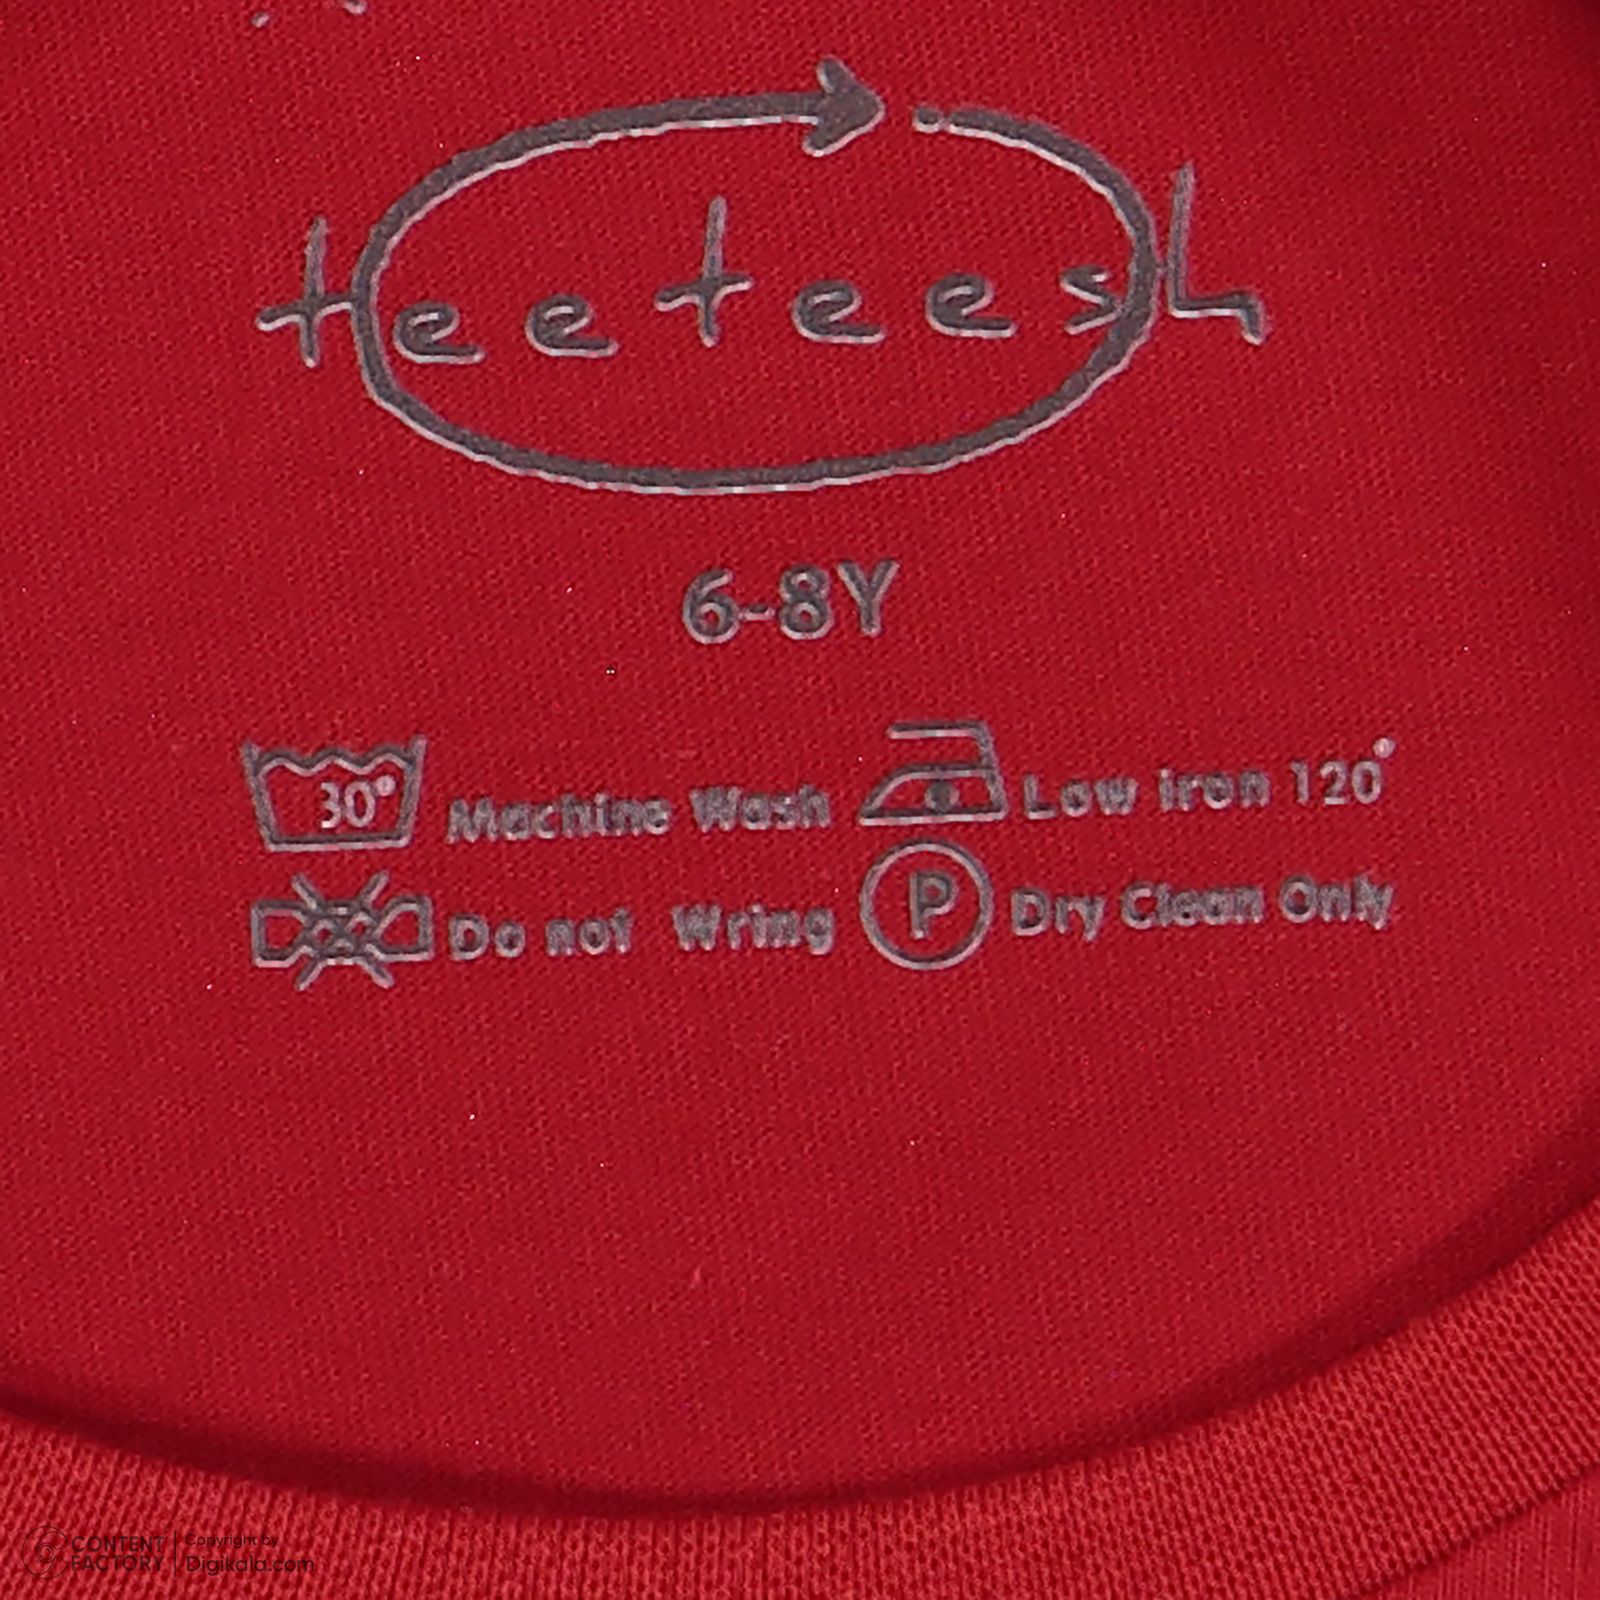 teeteesh
6-8Y
30° Machine Wash
Low iron 120°
Do not Wring
P Dry Clean Only
CONTENT FACTORY
Copyright by
Digikala.com